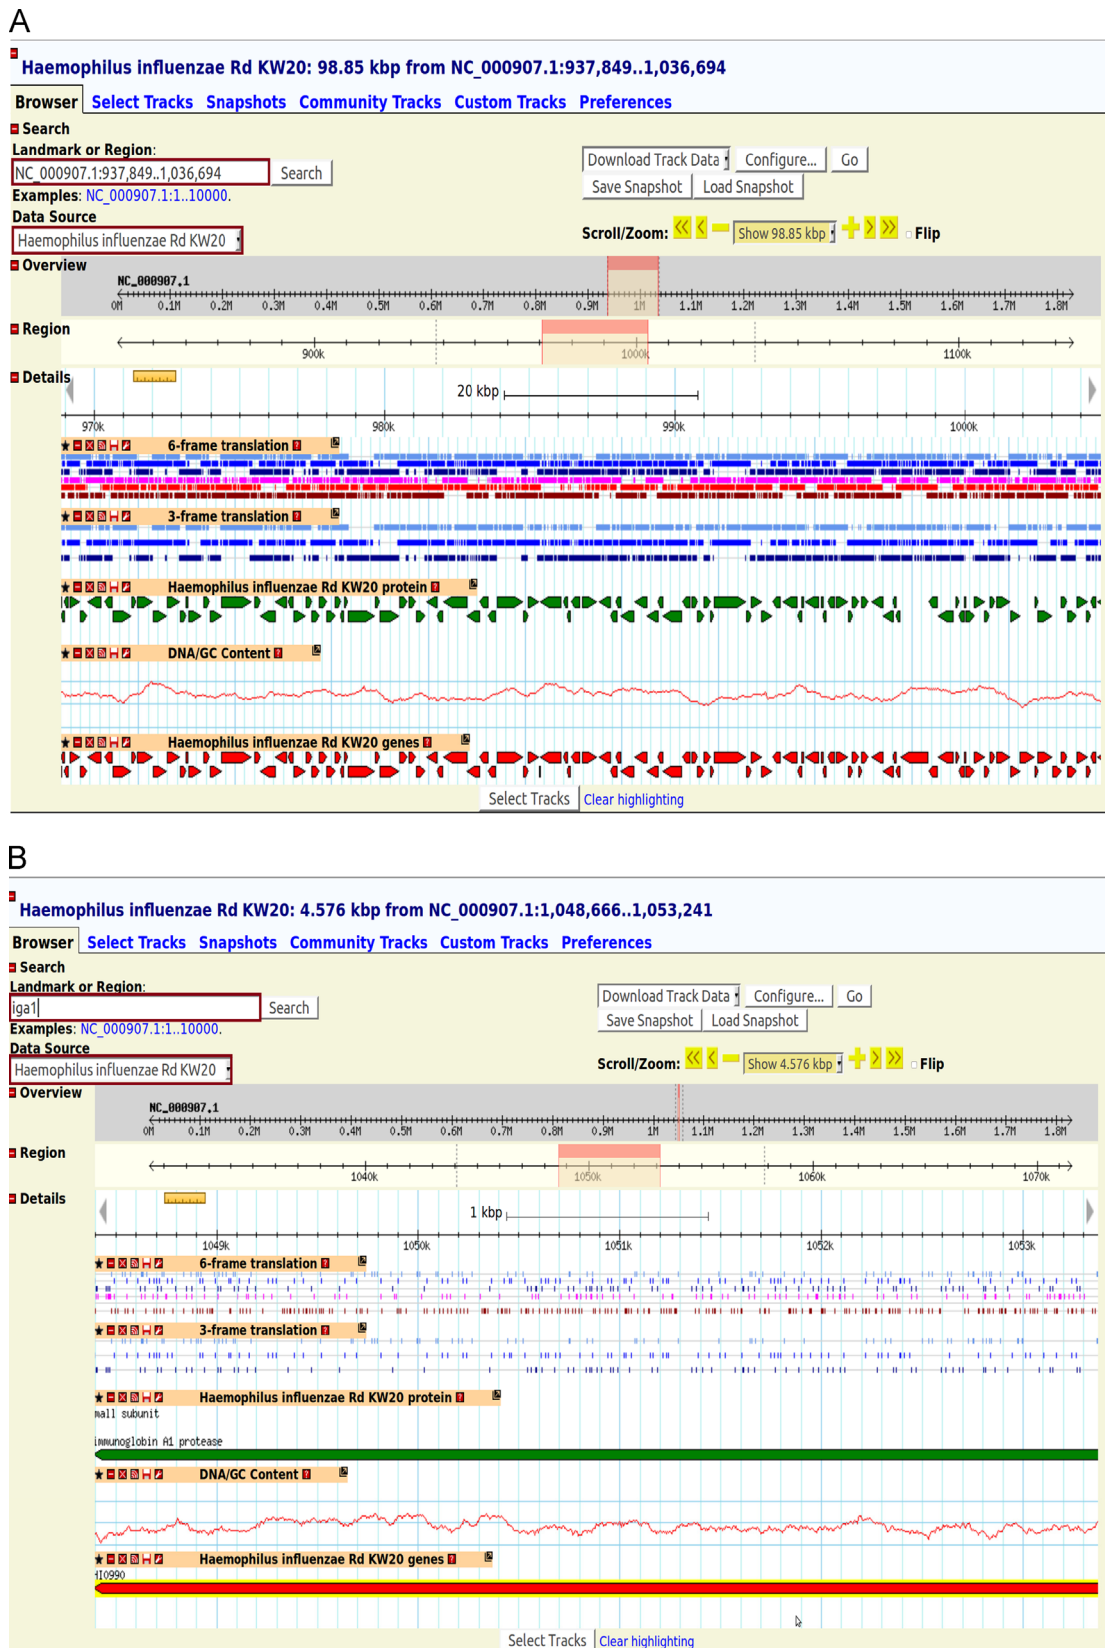 A
Haemophilus influenzae Rd KW20: 98.85 kbp from NC_000907.1:937,849..1,036,694
Browser Select Tracks Snapshots Community Tracks Custom Tracks Preferences
Search
Landmark or Region:
NC_000907.1:937,849..1,036,694 Search
Download Track Data Configure... Go
Examples: NC_000907.1:1..10000.
Save Snapshot Load Snapshot
Data Source
Haemophilus influenzae Rd KW20
Scroll/Zoom: Show 98.85 kbp Flip
Overview
NC_000907.1
0M 0.1M 0.2M 0.3M 0.4M 0.5M 0.6M 0.7M 0.8M 0.9M 1M 1.1M 1.2M 1.3M 1.4M 1.5M 1.6M 1.7M 1.8M
Region
900k 1000k 1100k
Details
20 kbp
970k 980k 990k 1000k
6-frame translation
3-frame translation
Haemophilus influenzae Rd KW20 protein
DNA/GC Content
Haemophilus influenzae Rd KW20 genes
Select Tracks Clear highlighting
B
Haemophilus influenzae Rd KW20: 4.576 kbp from NC_000907.1:1,048,666..1,053,241
Browser Select Tracks Snapshots Community Tracks Custom Tracks Preferences
Search
Landmark or Region:
iga1 Search
Download Track Data Configure... Go
Examples: NC_000907.1:1..10000.
Save Snapshot Load Snapshot
Data Source
Haemophilus influenzae Rd KW20
Scroll/Zoom: Show 4.576 kbp Flip
Overview
NC_000907.1
0M 0.1M 0.2M 0.3M 0.4M 0.5M 0.6M 0.7M 0.8M 0.9M 1M 1.1M 1.2M 1.3M 1.4M 1.5M 1.6M 1.7M 1.8M
Region
1040k 1050k 1060k 1070k
Details
1 kbp
1049k 1050k 1051k 1052k 1053k
6-frame translation
3-frame translation
Haemophilus influenzae Rd KW20 protein
mall subunit
immunoglobin A1 protease
DNA/GC Content
Haemophilus influenzae Rd KW20 genes
HI0990
Select Tracks Clear highlighting